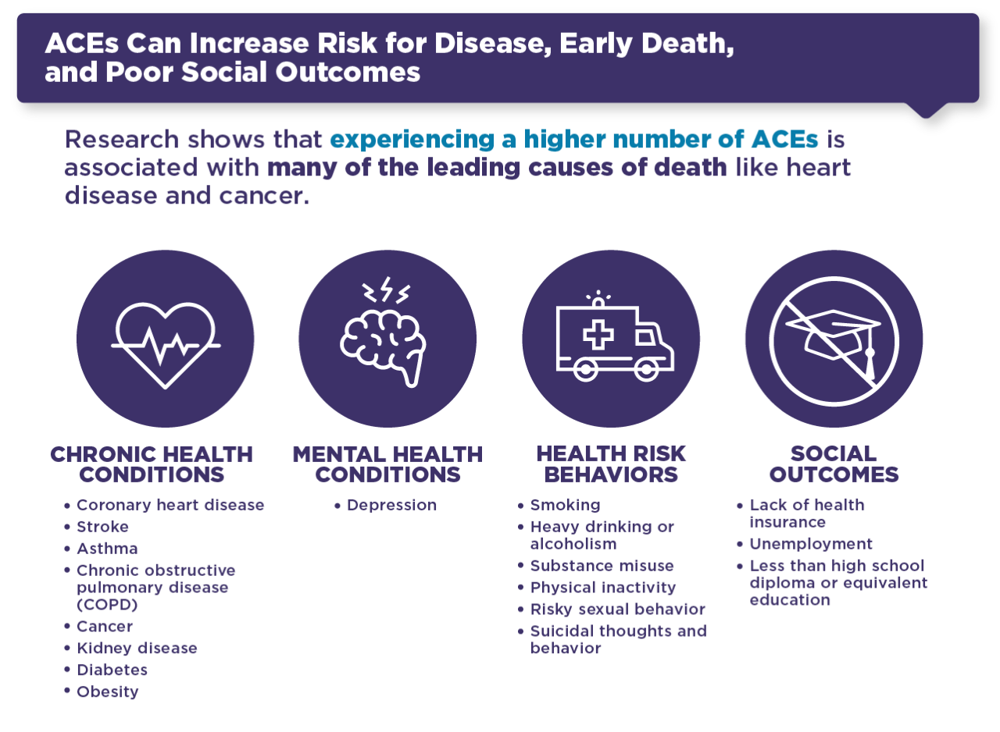 ACEs Can Increase Risk for Disease, Early Death,
and Poor Social Outcomes
Research shows that experiencing a higher number of ACEs is
associated with many of the leading causes of death like heart
disease and cancer.
CHRONIC HEALTH
CONDITIONS
• Coronary heart disease
• Stroke
• Asthma
• Chronic obstructive
pulmonary disease
(COPD)
• Cancer
• Kidney disease
• Diabetes
• Obesity
MENTAL HEALTH
CONDITIONS
• Depression
HEALTH RISK
BEHAVIORS
• Smoking
• Heavy drinking or
alcoholism
• Substance misuse
• Physical inactivity
• Risky sexual behavior
• Suicidal thoughts and
behavior
SOCIAL
OUTCOMES
• Lack of health
insurance
• Unemployment
• Less than high school
diploma or equivalent
education